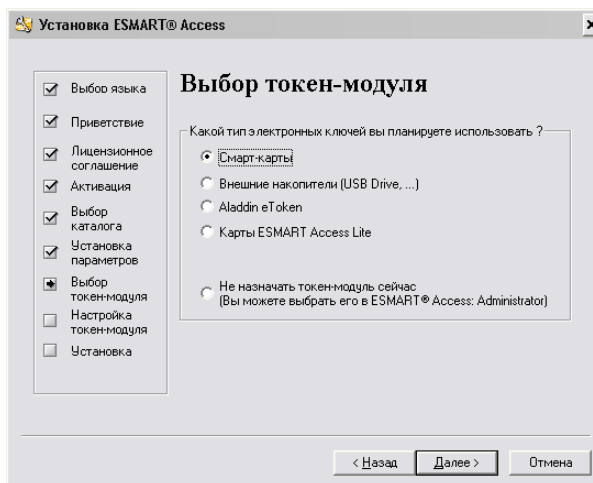 Установка ESMART® Access
Выбор языка
Приветствие
Лицензионное
соглашение
Активация
Выбор
каталога
Установка
параметров
Выбор
токен-модуля
Настройка
токен-модуля
Установка
Выбор токен-модуля
Какой тип электронных ключей вы планируете использовать ?
Смарт-карты
Внешние накопители (USB Drive, ...)
Aladdin eToken
Карты ESMART Access Lite
Не назначать токен-модуль сейчас
(Вы можете выбрать его в ESMART® Access: Administrator)
< Назад
Далее >
Отмена